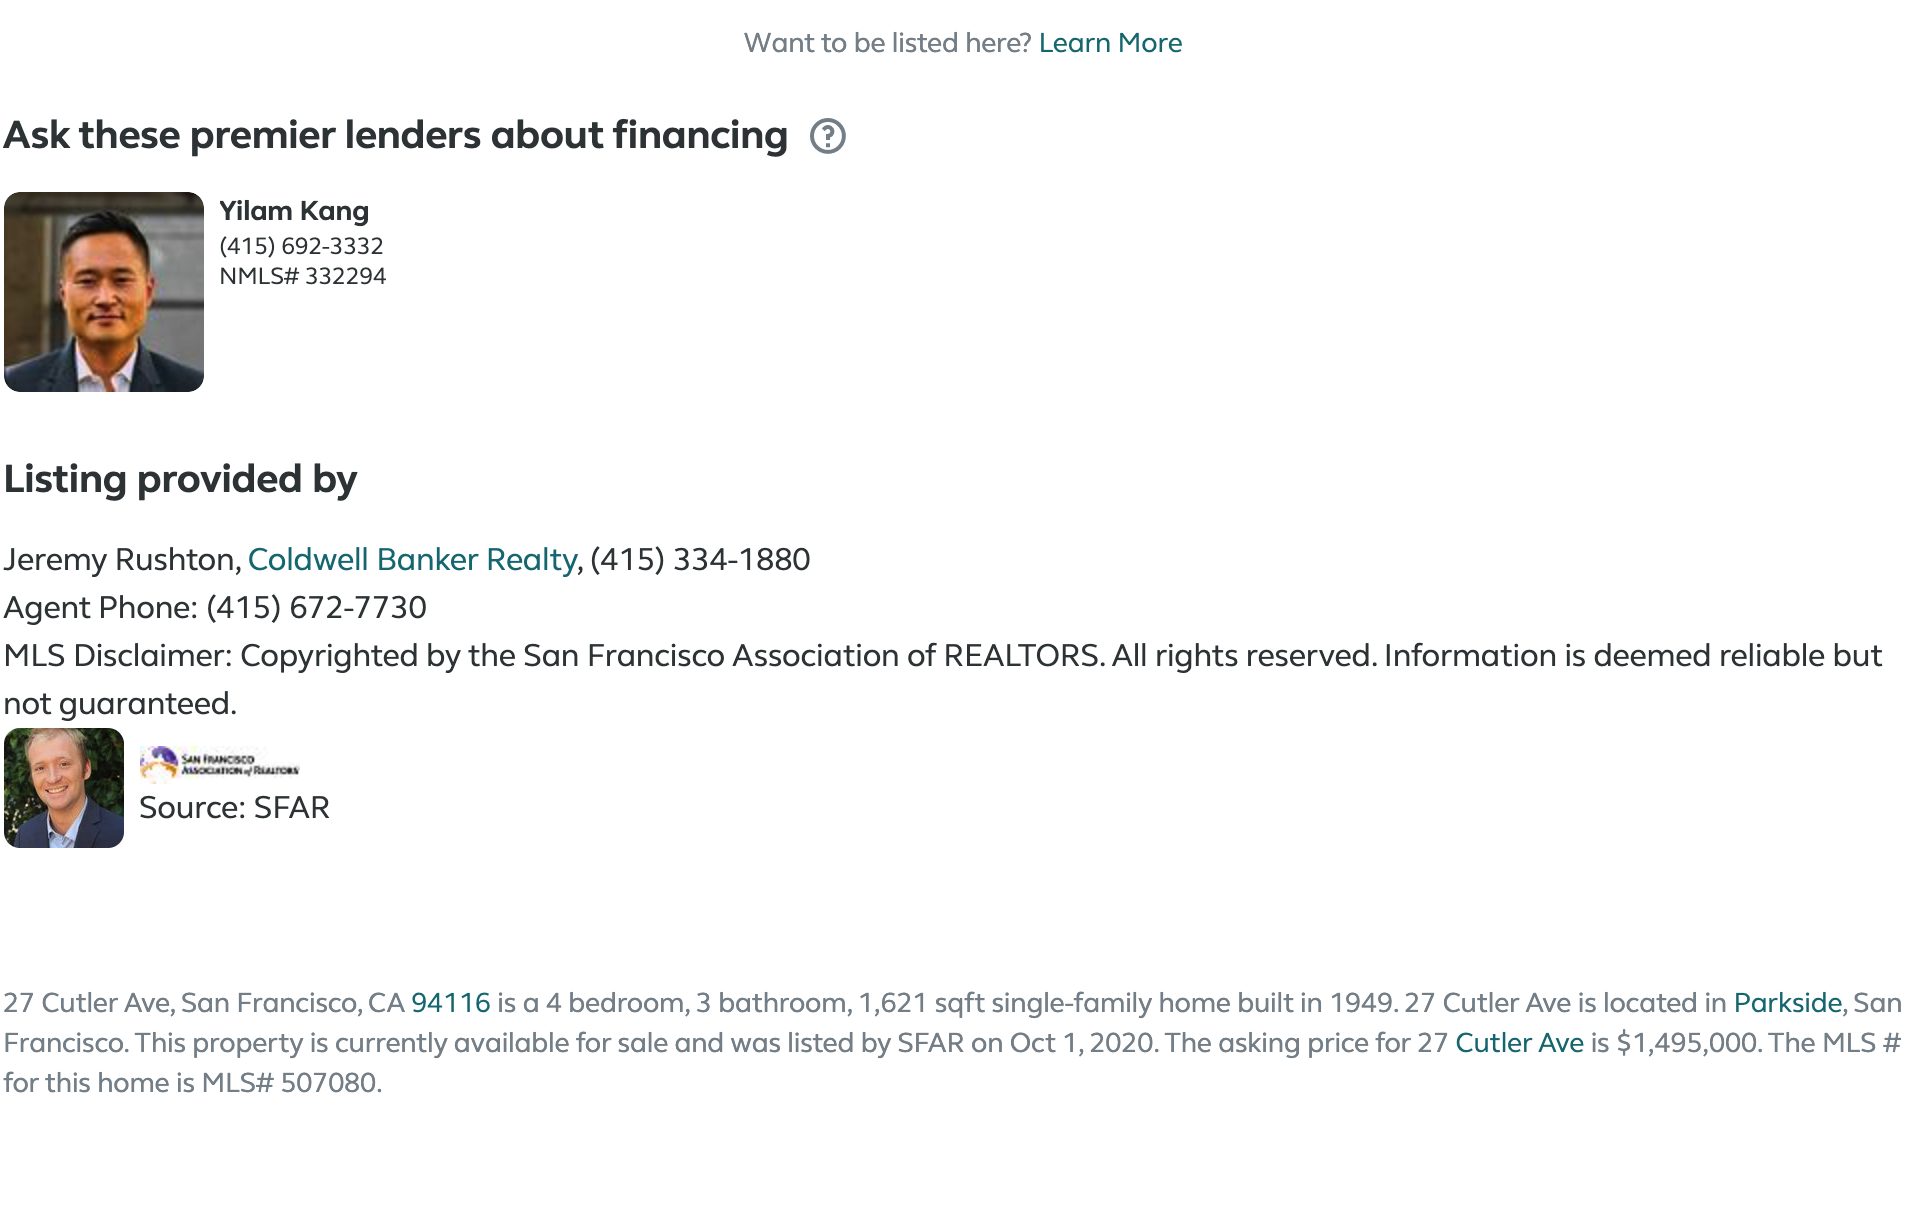 Want to be listed here? Learn More
Ask these premier lenders about financing ?
Yilam Kang
(415) 692-3332
NMLS# 332294
Listing provided by
Jeremy Rushton, Coldwell Banker Realty, (415) 334-1880
Agent Phone: (415) 672-7730
MLS Disclaimer: Copyrighted by the San Francisco Association of REALTORS. All rights reserved. Information is deemed reliable but
not guaranteed.
SAN FRANCISCO
ASSOCIATION of REALTORS
Source: SFAR
27 Cutler Ave, San Francisco, CA 94116 is a 4 bedroom, 3 bathroom, 1,621 sqft single-family home built in 1949. 27 Cutler Ave is located in Parkside, San
Francisco. This property is currently available for sale and was listed by SFAR on Oct 1, 2020. The asking price for 27 Cutler Ave is $1,495,000. The MLS #
for this home is MLS# 507080.